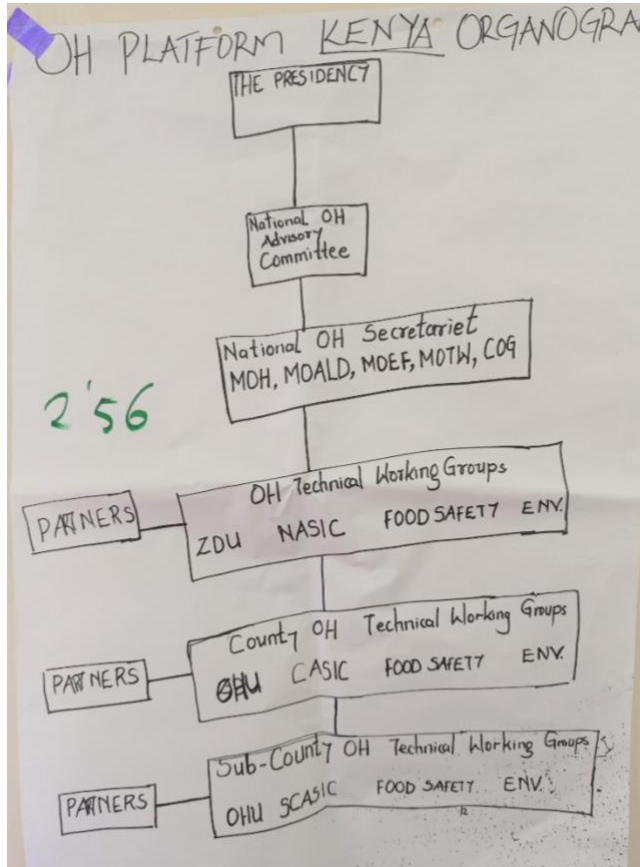 OH PLATFORM KENYA ORGANOGRA
THE PRESIDENCY
National OH
Advisory
Committee
National OH Secretariet
MOH, MOALD, MOEF, MOTW, COG
2'56
OH Technical Working Groups
PARTNERS
ZDU NASIC FOOD SAFETY ENV.
County OH Technical Working Groups
PARTNERS
OHU CASIC FOOD SAFETY ENV.
Sub-County OH Technical Working Groups
PARTNERS
OHU SCASIC FOOD SAFETY ENV.